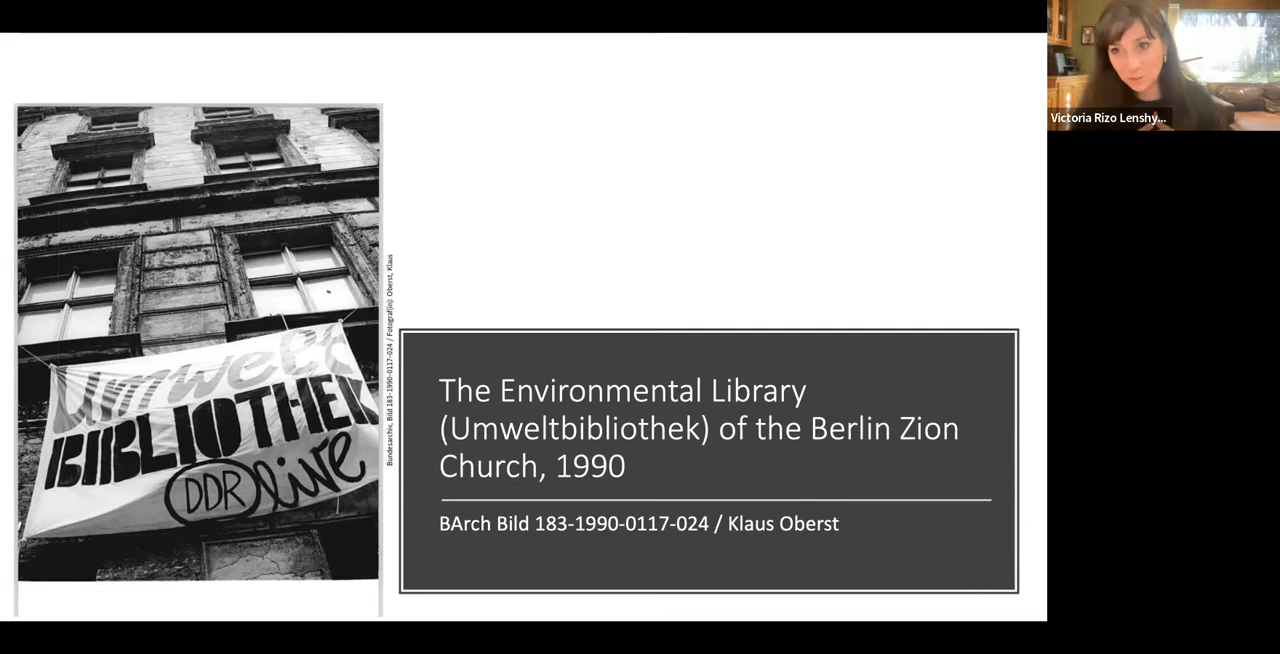 Umwelt
BIBLIOTHEK
DDR live
Bundesarchiv, Bild 183-1990-0117-024 / Fotograf(in): Oberst, Klaus
The Environmental Library
(Umweltbibliothek) of the Berlin Zion
Church, 1990
BArch Bild 183-1990-0117-024 / Klaus Oberst
Victoria Rizo Lenshy...